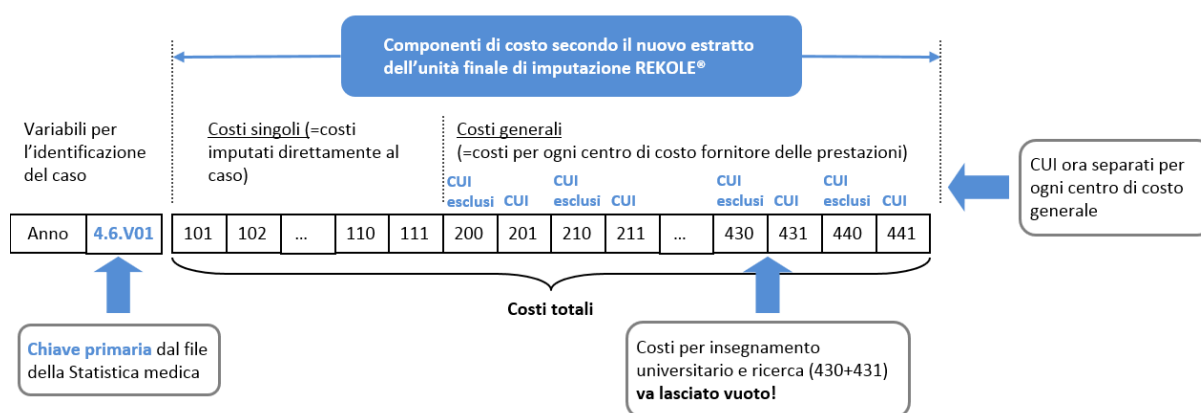 Componenti di costo secondo il nuovo estratto
dell'unità finale di imputazione REKOLE®
Variabili per
l'identificazione
del caso
Costi singoli (=costi
imputati direttamente al
caso)
Costi generali
(=costi per ogni centro di costo fornitore delle prestazioni)
CUI ora separati per
ogni centro di costo
generale
CUI
esclusi CUI CUI
esclusi CUI CUI
esclusi CUI CUI
esclusi CUI
Anno 4.6.V01 101 102 ... 110 111 200 201 210 211 ... 430 431 440 441
Costi totali
Chiave primaria dal file
della Statistica medica
Costi per insegnamento
universitario e ricerca (430+431)
va lasciato vuoto!